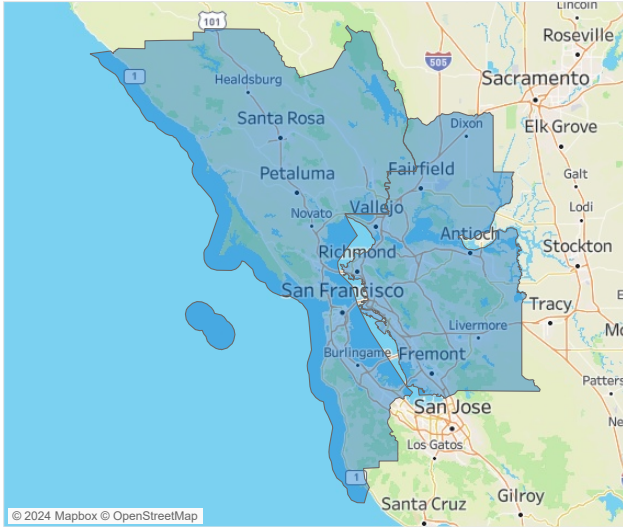 Lincoln
101
Roseville
505
1
Healdsburg
Sacramento
Santa Rosa
Dixon
Elk Grove
Petaluma
Fairfield
Galt
Novato
Vallejo
Lodi
Antioch
Richmond
Stockton
San Francisco
Tracy
Livermore
Burlingame
Fremont
Patters
San Jose
Los Gatos
1
Santa Cruz
Gilroy
© 2024 Mapbox © OpenStreetMap